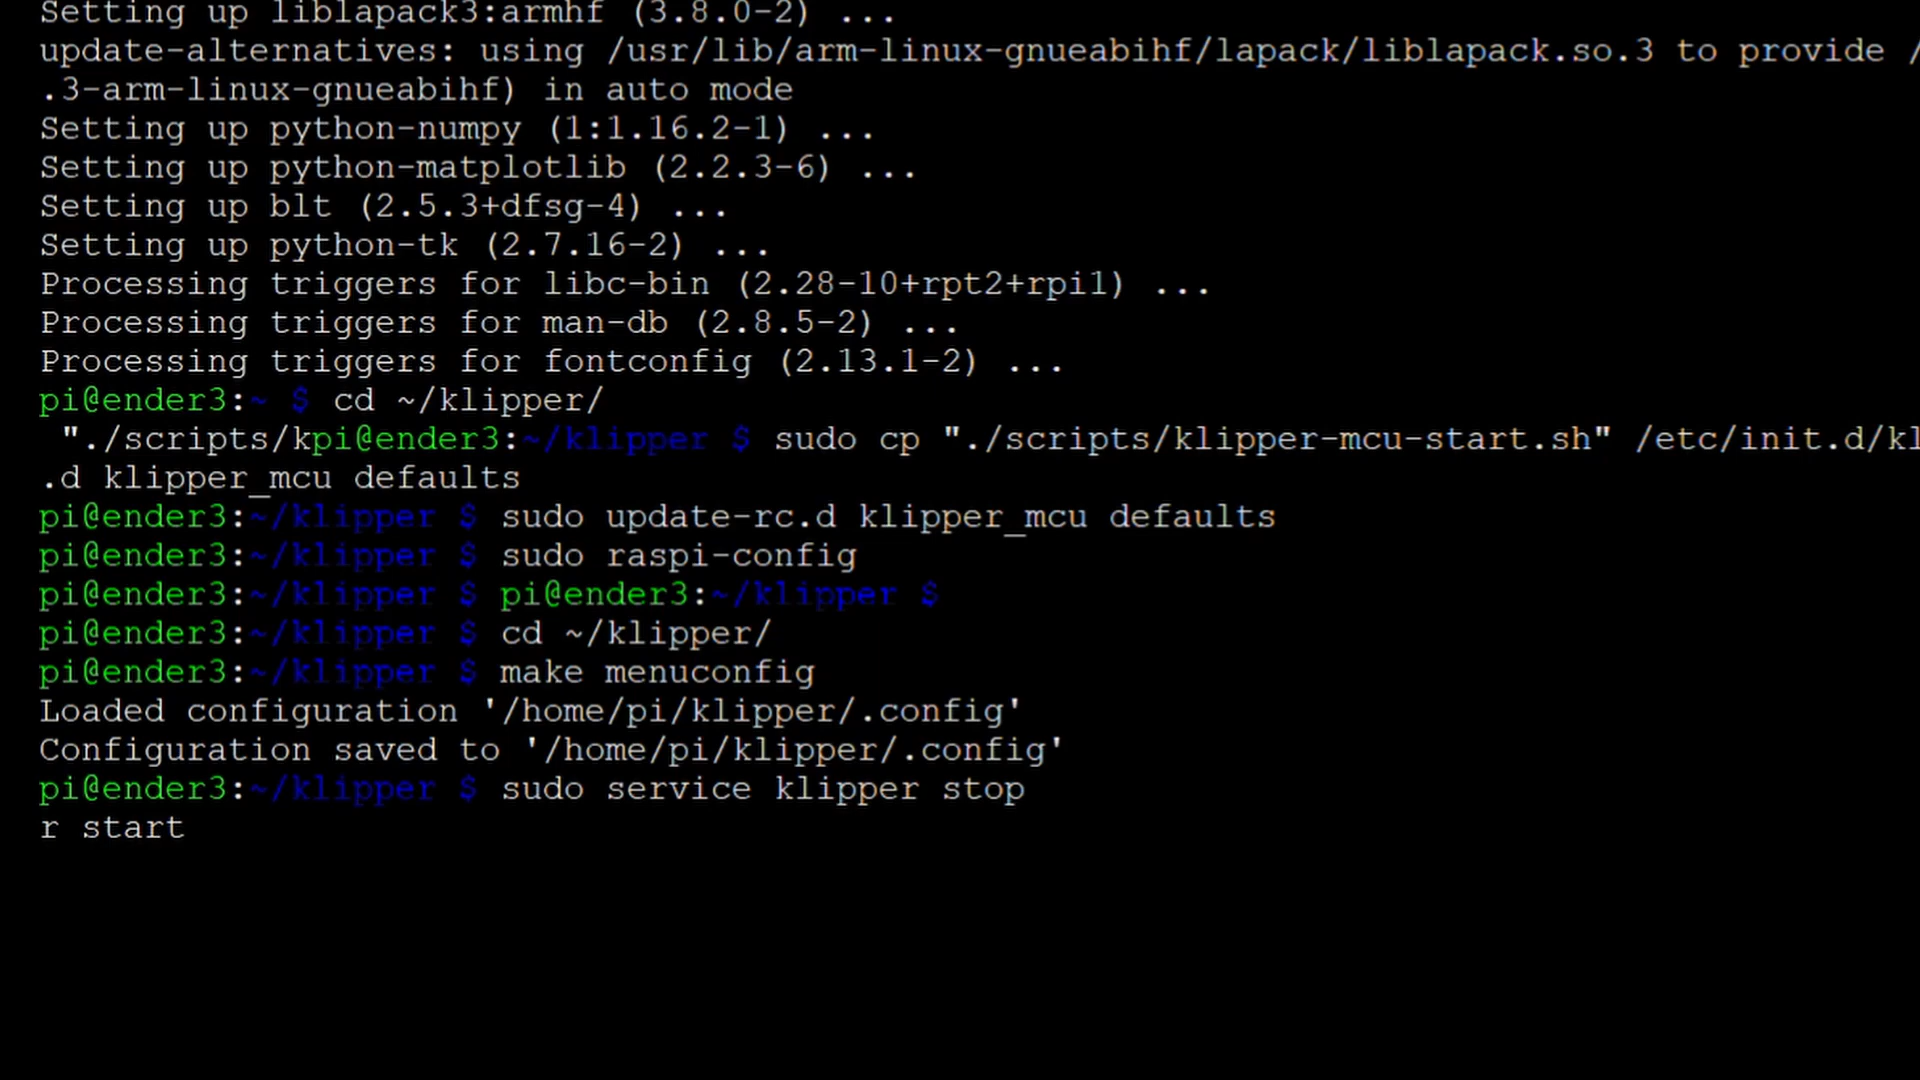 Setting up liblapack3:armhf (3.8.0-2) ...
update-alternatives: using /usr/lib/arm-linux-gnueabihf/lapack/liblapack.so.3 to provide /
.3-arm-linux-gnueabihf) in auto mode
Setting up python-numpy (1:1.16.2-1) ...
Setting up python-matplotlib (2.2.3-6) ...
Setting up blt (2.5.3+dfsg-4) ...
Setting up python-tk (2.7.16-2) ...
Processing triggers for libc-bin (2.28-10+rpt2+rpi1) ...
Processing triggers for man-db (2.8.5-2) ...
Processing triggers for fontconfig (2.13.1-2) ...
pi@ender3:~ $ cd ~/klipper/
"./scripts/kpi@ender3:~/klipper $ sudo cp "./scripts/klipper-mcu-start.sh" /etc/init.d/kl
.d klipper_mcu defaults
pi@ender3:~/klipper $ sudo update-rc.d klipper_mcu defaults
pi@ender3:~/klipper $ sudo raspi-config
pi@ender3:~/klipper $ pi@ender3:~/klipper $
pi@ender3:~/klipper $ cd ~/klipper/
pi@ender3:~/klipper $ make menuconfig
Loaded configuration '/home/pi/klipper/.config'
Configuration saved to '/home/pi/klipper/.config'
pi@ender3:~/klipper $ sudo service klipper stop
r start